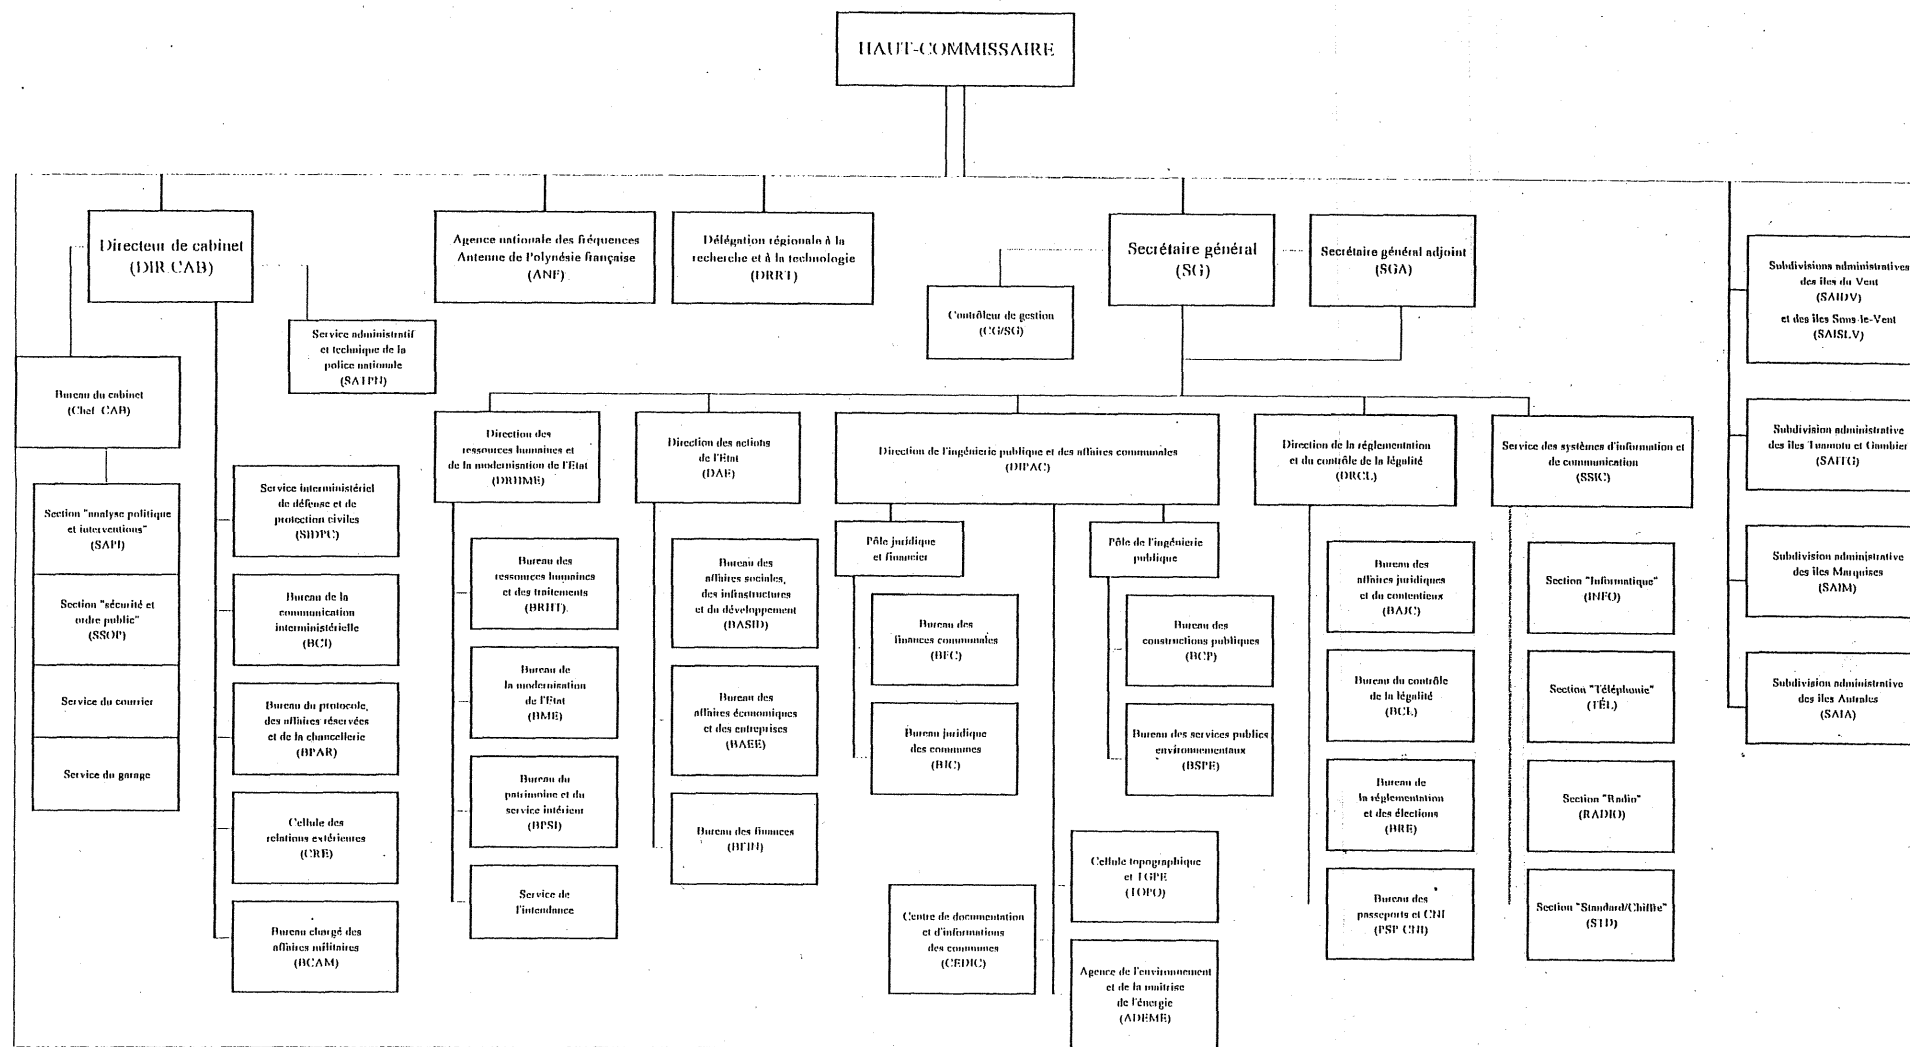 HAUT-COMMISSAIRE
Directeur de cabinet
(DIR CAB)
Agence nationale des fréquences
Antenne de l'olynésie française
(ANF)
Délégation régionale à la
recherche et à la technologie
(DRRT)
Secrétaire général
(SG)
Secrétaire général adjoint
(SGA)
Contrôleur de gestion
(CG/SG)
Service administratif
et technique de la
police nationale
(SATPN)
Bureau du cabinet
(Chef CAB)
Section "analyse politique
et interventions"
(SAPI)
Section "sécurité et
ordre public"
(SSOP)
Service du courrier
Service du garage
Service interministériel
de défense et de
protection civiles
(SIDPC)
Bureau de la
communication
interministérielle
(BCI)
Bureau du protocole,
des affaires réservées
et de la chancellerie
(BPAR)
Cellule des
relations extérieures
(CRE)
Bureau chargé des
affaires militaires
(BCAM)
Direction des
ressources humaines et
de la modernisation de l'Etat
(DRHME)
Bureau des
ressources humaines
et des traitements
(BRHT)
Bureau de
la modernisation
de l'Etat
(BME)
Bureau du
patrimoine et du
service intérieur
(BPSI)
Service de
l'intendance
Direction des actions
de l'Etat
(DAE)
Bureau des
affaires sociales,
des infrastructures
et du développement
(BASID)
Bureau des
affaires économiques
et des entreprises
(BAEE)
Bureau des finances
(BFIN)
Direction de l'ingénierie publique et des affaires communales
(DIPAC)
Pôle juridique
et financier
Bureau des
finances communales
(BFC)
Bureau juridique
des communes
(BJC)
Pôle de l'ingénierie
publique
Bureau des
constructions publiques
(BCP)
Bureau des services publics
environnementaux
(BSPE)
Cellule topographique
et TGPE
(TOPO)
Centre de documentation
et d'informations
des communes
(CEDIC)
Agence de l'environnement
et de la maîtrise
de l'énergie
(ADEME)
Direction de la réglementation
et du contrôle de la légalité
(DRCL)
Bureau des
affaires juridiques
et du contentieux
(BAJC)
Bureau du contrôle
de la légalité
(BCL)
Bureau de
la réglementation
et des élections
(BRE)
Bureau des
passeports et CNI
(PSP CNI)
Service des systèmes d'information et
de communication
(SSIC)
Section "Informatique"
(INFO)
Section "Téléphonie"
(TÉL)
Section "Radio"
(RADIO)
Section "Standard/Chiffre"
(STD)
Subdivisions administratives
des îles du Vent
(SAIDV)
et des îles Sous-le-Vent
(SAISLV)
Subdivision administrative
des îles Tuamotu et Gambier
(SAITG)
Subdivision administrative
des îles Marquises
(SAIM)
Subdivision administrative
des îles Autrales
(SAIA)